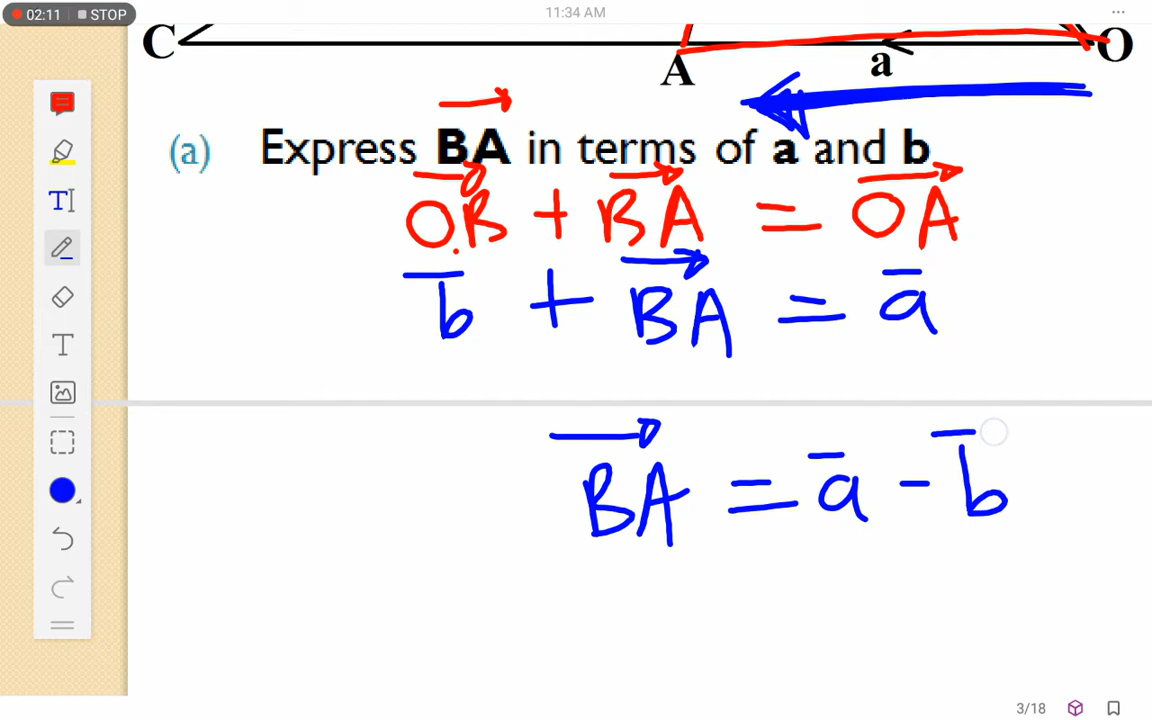 02:11 STOP
11:34 AM
C
A
a
O
(a) Express BA in terms of a and b
OB + BA = OA
b + BA = a
BA = a - b
T
T
3/18